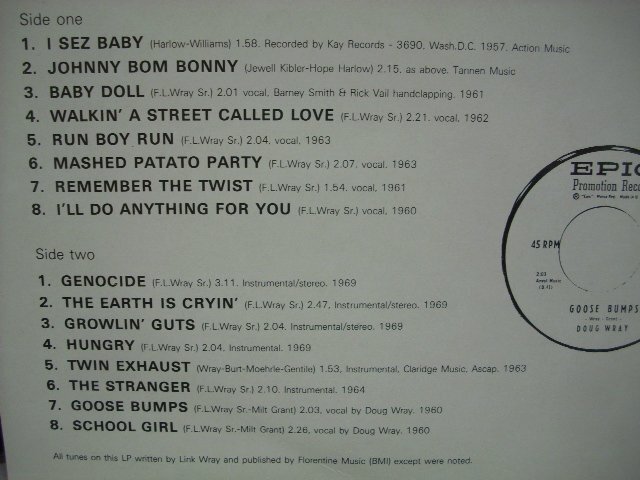 Side one
1. I SEZ BABY (Harlow-Williams) 1.58. Recorded by Kay Records - 3690, Wash.D.C. 1957. Action Music
2. JOHNNY BOM BONNY (Jewell Kibler-Hope Harlow) 2.15. as above. Tannen Music
3. BABY DOLL (F.L.Wray Sr.) 2.01 vocal, Barney Smith & Rick Vail handclapping. 1961
4. WALKIN' A STREET CALLED LOVE (F.L.Wray Sr.) 2.21. vocal, 1962
5. RUN BOY RUN (F.L.Wray Sr.) 2.04. vocal, 1963
6. MASHED PATATO PARTY (F.L.Wray Sr.) 2.07. vocal, 1963
7. REMEMBER THE TWIST (F.L.Wray Sr.) 1.54. vocal, 1961
8. I'LL DO ANYTHING FOR YOU (F.L.Wray Sr.) vocal, 1960
EPIC
Promotion Reco
45 RPM
2:03
GOOSE BUMPS
Wray - Grant
DOUG WRAY
Side two
1. GENOCIDE (F.L.Wray Sr.) 3.11. Instrumental/stereo. 1969
2. THE EARTH IS CRYIN' (F.L.Wray Sr.) 2.47, Instrumental/stereo. 1969
3. GROWLIN' GUTS (F.L.Wray Sr.) 2.04. Instrumental/stereo. 1969
4. HUNGRY (F.L.Wray Sr.) 2.04. Instrumental. 1969
5. TWIN EXHAUST (Wray-Burt-Moehrle-Gentile) 1.53, Instrumental, Claridge Music, Ascap. 1963
6. THE STRANGER (F.L.Wray Sr.) 2.10. Instrumental. 1964
7. GOOSE BUMPS (F.L.Wray Sr.-Milt Grant) 2.03, vocal by Doug Wray. 1960
8. SCHOOL GIRL (F.L.Wray Sr.-Milt Grant) 2.26, vocal by Doug Wray. 1960
All tunes on this LP written by Link Wray and published by Florentine Music (BMI) except were noted.